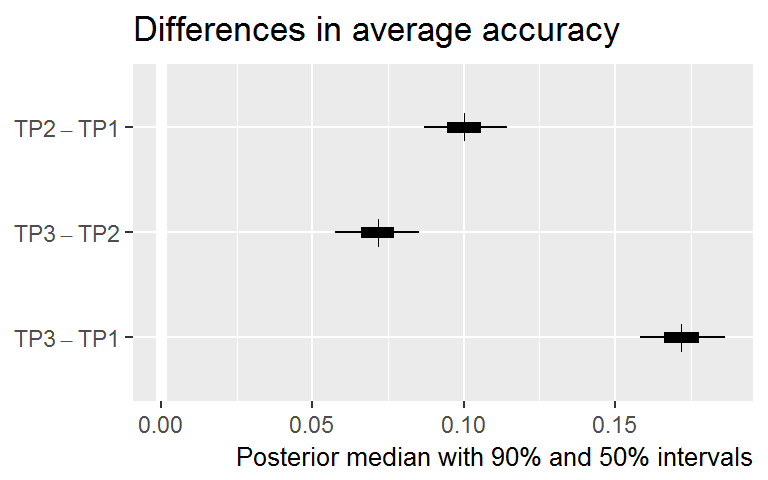 Differences in average accuracy
TP2 – TP1
TP3 – TP2
TP3 – TP1
0.00 0.05 0.10 0.15
Posterior median with 90% and 50% intervals